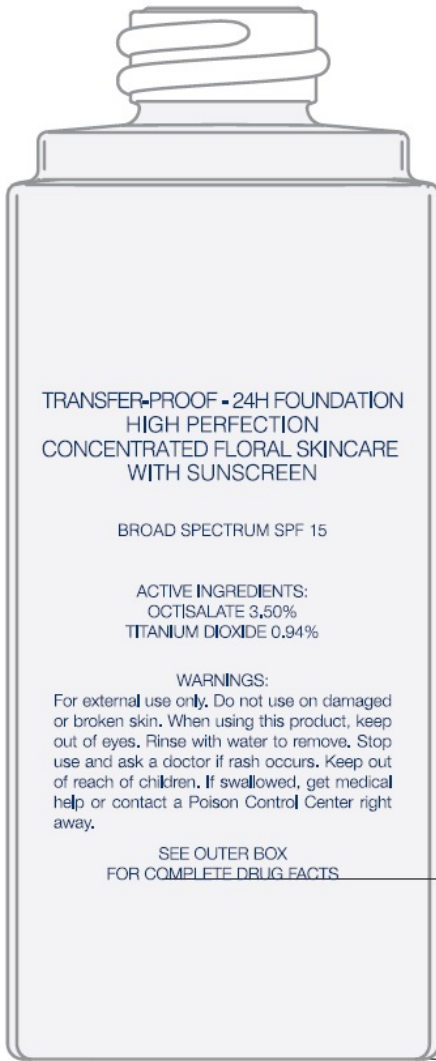 TRANSFER-PROOF - 24H FOUNDATION
HIGH PERFECTION
CONCENTRATED FLORAL SKINCARE
WITH SUNSCREEN
BROAD SPECTRUM SPF 15
ACTIVE INGREDIENTS:
OCTISALATE 3.50%
TITANIUM DIOXIDE 0.94%
WARNINGS:
For external use only. Do not use on damaged
or broken skin. When using this product, keep
out of eyes. Rinse with water to remove. Stop
use and ask a doctor if rash occurs. Keep out
of reach of children. If swallowed, get medical
help or contact a Poison Control Center right
away.
SEE OUTER BOX
FOR COMPLETE DRUG FACTS